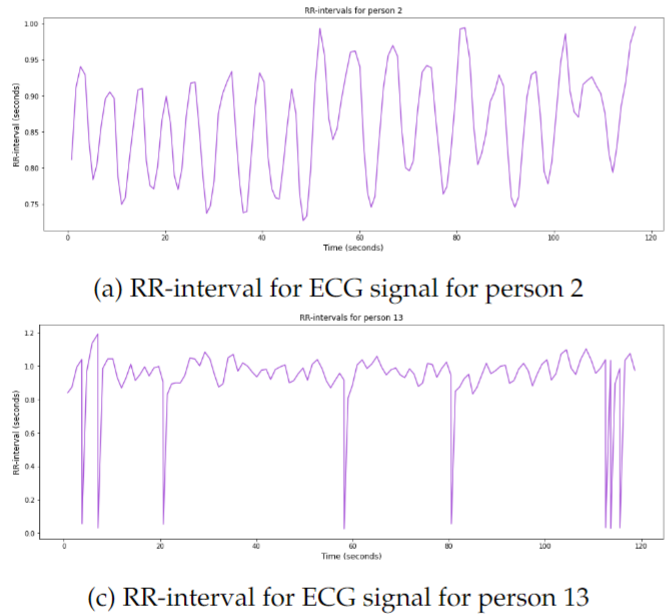 RR-intervals for person 2
1.00
0.95
0.90
0.85
0.80
0.75
RR-interval (seconds)
0 20 40 60 80 100 120
Time (seconds)
(a) RR-interval for ECG signal for person 2
RR-intervals for person 13
1.2
1.0
0.8
0.6
0.4
0.2
0.0
RR-interval (seconds)
0 20 40 60 80 100 120
Time (seconds)
(c) RR-interval for ECG signal for person 13